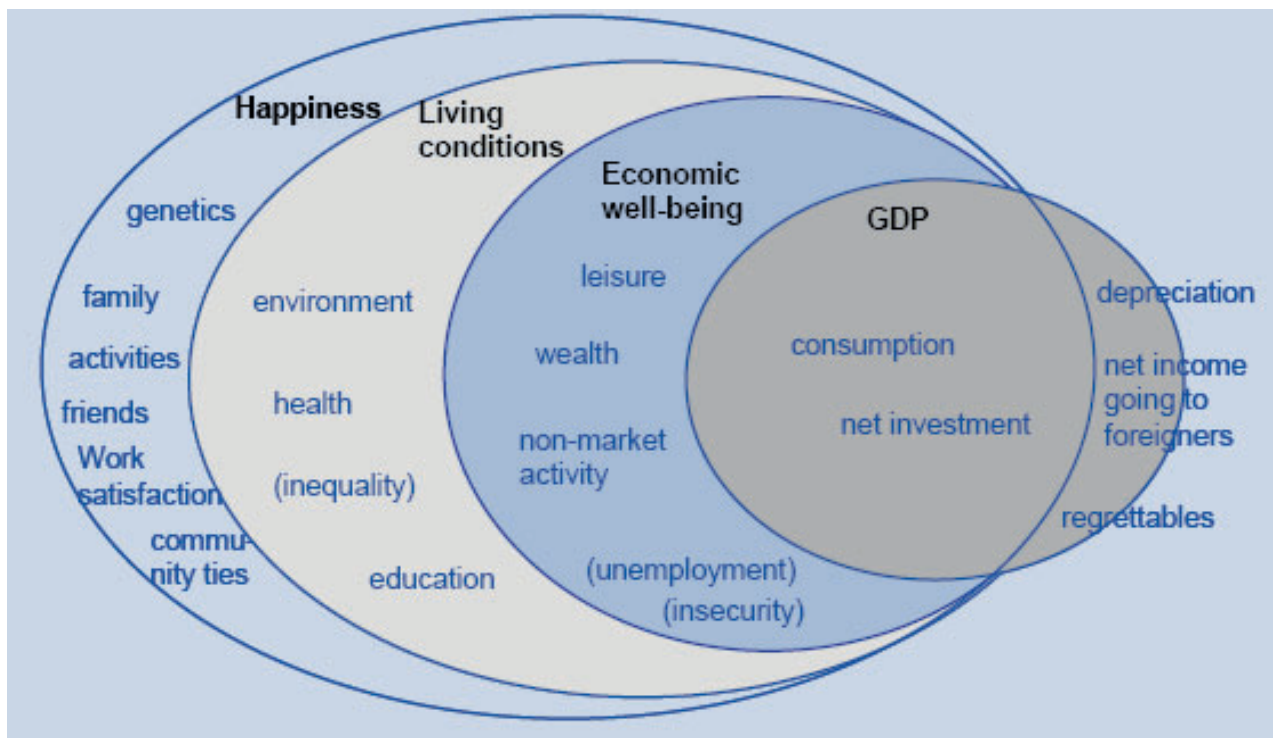 Happiness
Living
conditions
Economic
well-being
GDP
genetics
family
activities
friends
Work
satisfaction
commu-
nity ties
environment
health
(inequality)
education
leisure
wealth
non-market
activity
(unemployment)
(insecurity)
consumption
net investment
depreciation
net income
going to
foreigners
regrettables